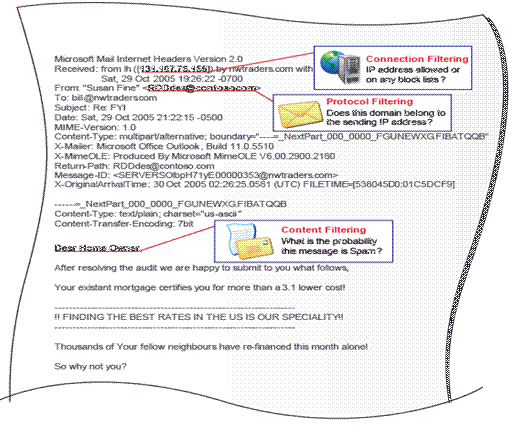 Microsoft Mail Internet Headers Version 2.0
Received: from lh ([134.467.78.456]) by nwtraders.com with
Sat, 29 Oct 2005 19:26:22 -0700
From: "Susan Fine" <RDDdes@contoso.com>
To: bill@nwtraders.com
Subject: Re: FYI
Date: Sat, 29 Oct 2005 21:22:15 -0500
MIME-Version: 1.0
Content-Type: multipart/alternative; boundary="----=_NextPart_000_0000_FGUNEWXG.FIBATQQB"
X-Mailer: Microsoft Office Outlook, Build 11.0.5510
X-MimeOLE: Produced By Microsoft MimeOLE V6.00.2900.2180
Return-Path: RDDdes@contoso.com
Message-ID: <SERVERSOlbpH71yE00000353@nwtraders.com>
X-OriginalArrivalTime: 30 Oct 2005 02:26:25.0581 (UTC) FILETIME=[536045D0:01C5DCF9]
------=_NextPart_000_0000_FGUNEWXG.FIBATQQB
Content-Type: text/plain; charset="us-ascii"
Content-Transfer-Encoding: 7bit
Dear Home Owner,
After resolving the audit we are happy to submit to you what follows,
Your existant mortgage certifies you for more than a 3.1 lower cost!
!! FINDING THE BEST RATES IN THE US IS OUR SPECIALITY!!
Thousands of Your fellow neighbours have re-financed this month alone!
So why not you?
Connection Filtering
IP address allowed or
on any block lists?
Protocol Filtering
Does this domain belong to
the sending IP address?
Content Filtering
What is the probability
this message is Spam?